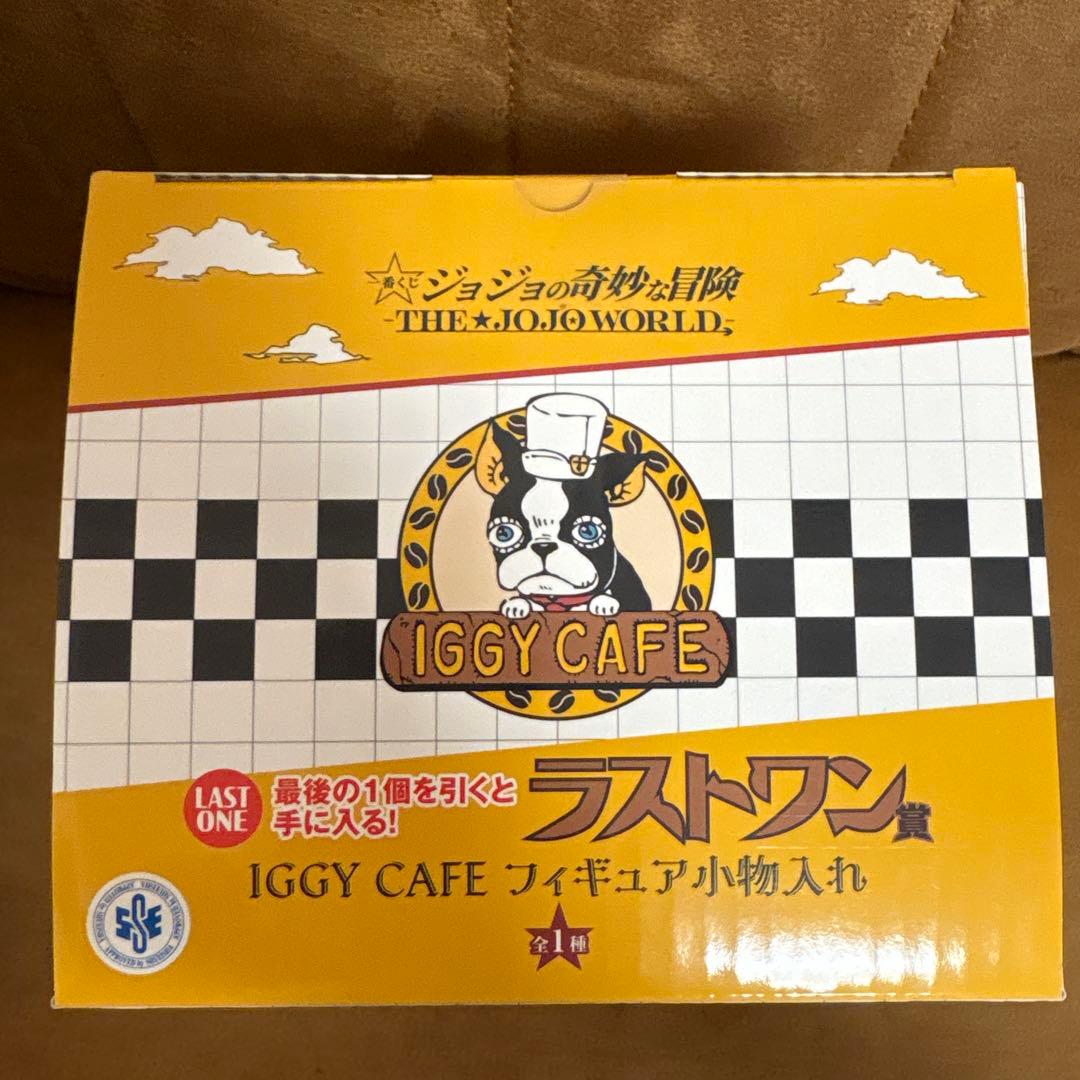 一番くじ ジョジョの奇妙な冒険
-THE★JOJO WORLD-
IGGY CAFE
LAST ONE
最後の1個を引くと
手に入る!
ラストワン賞
IGGY CAFE フィギュア小物入れ
全1種